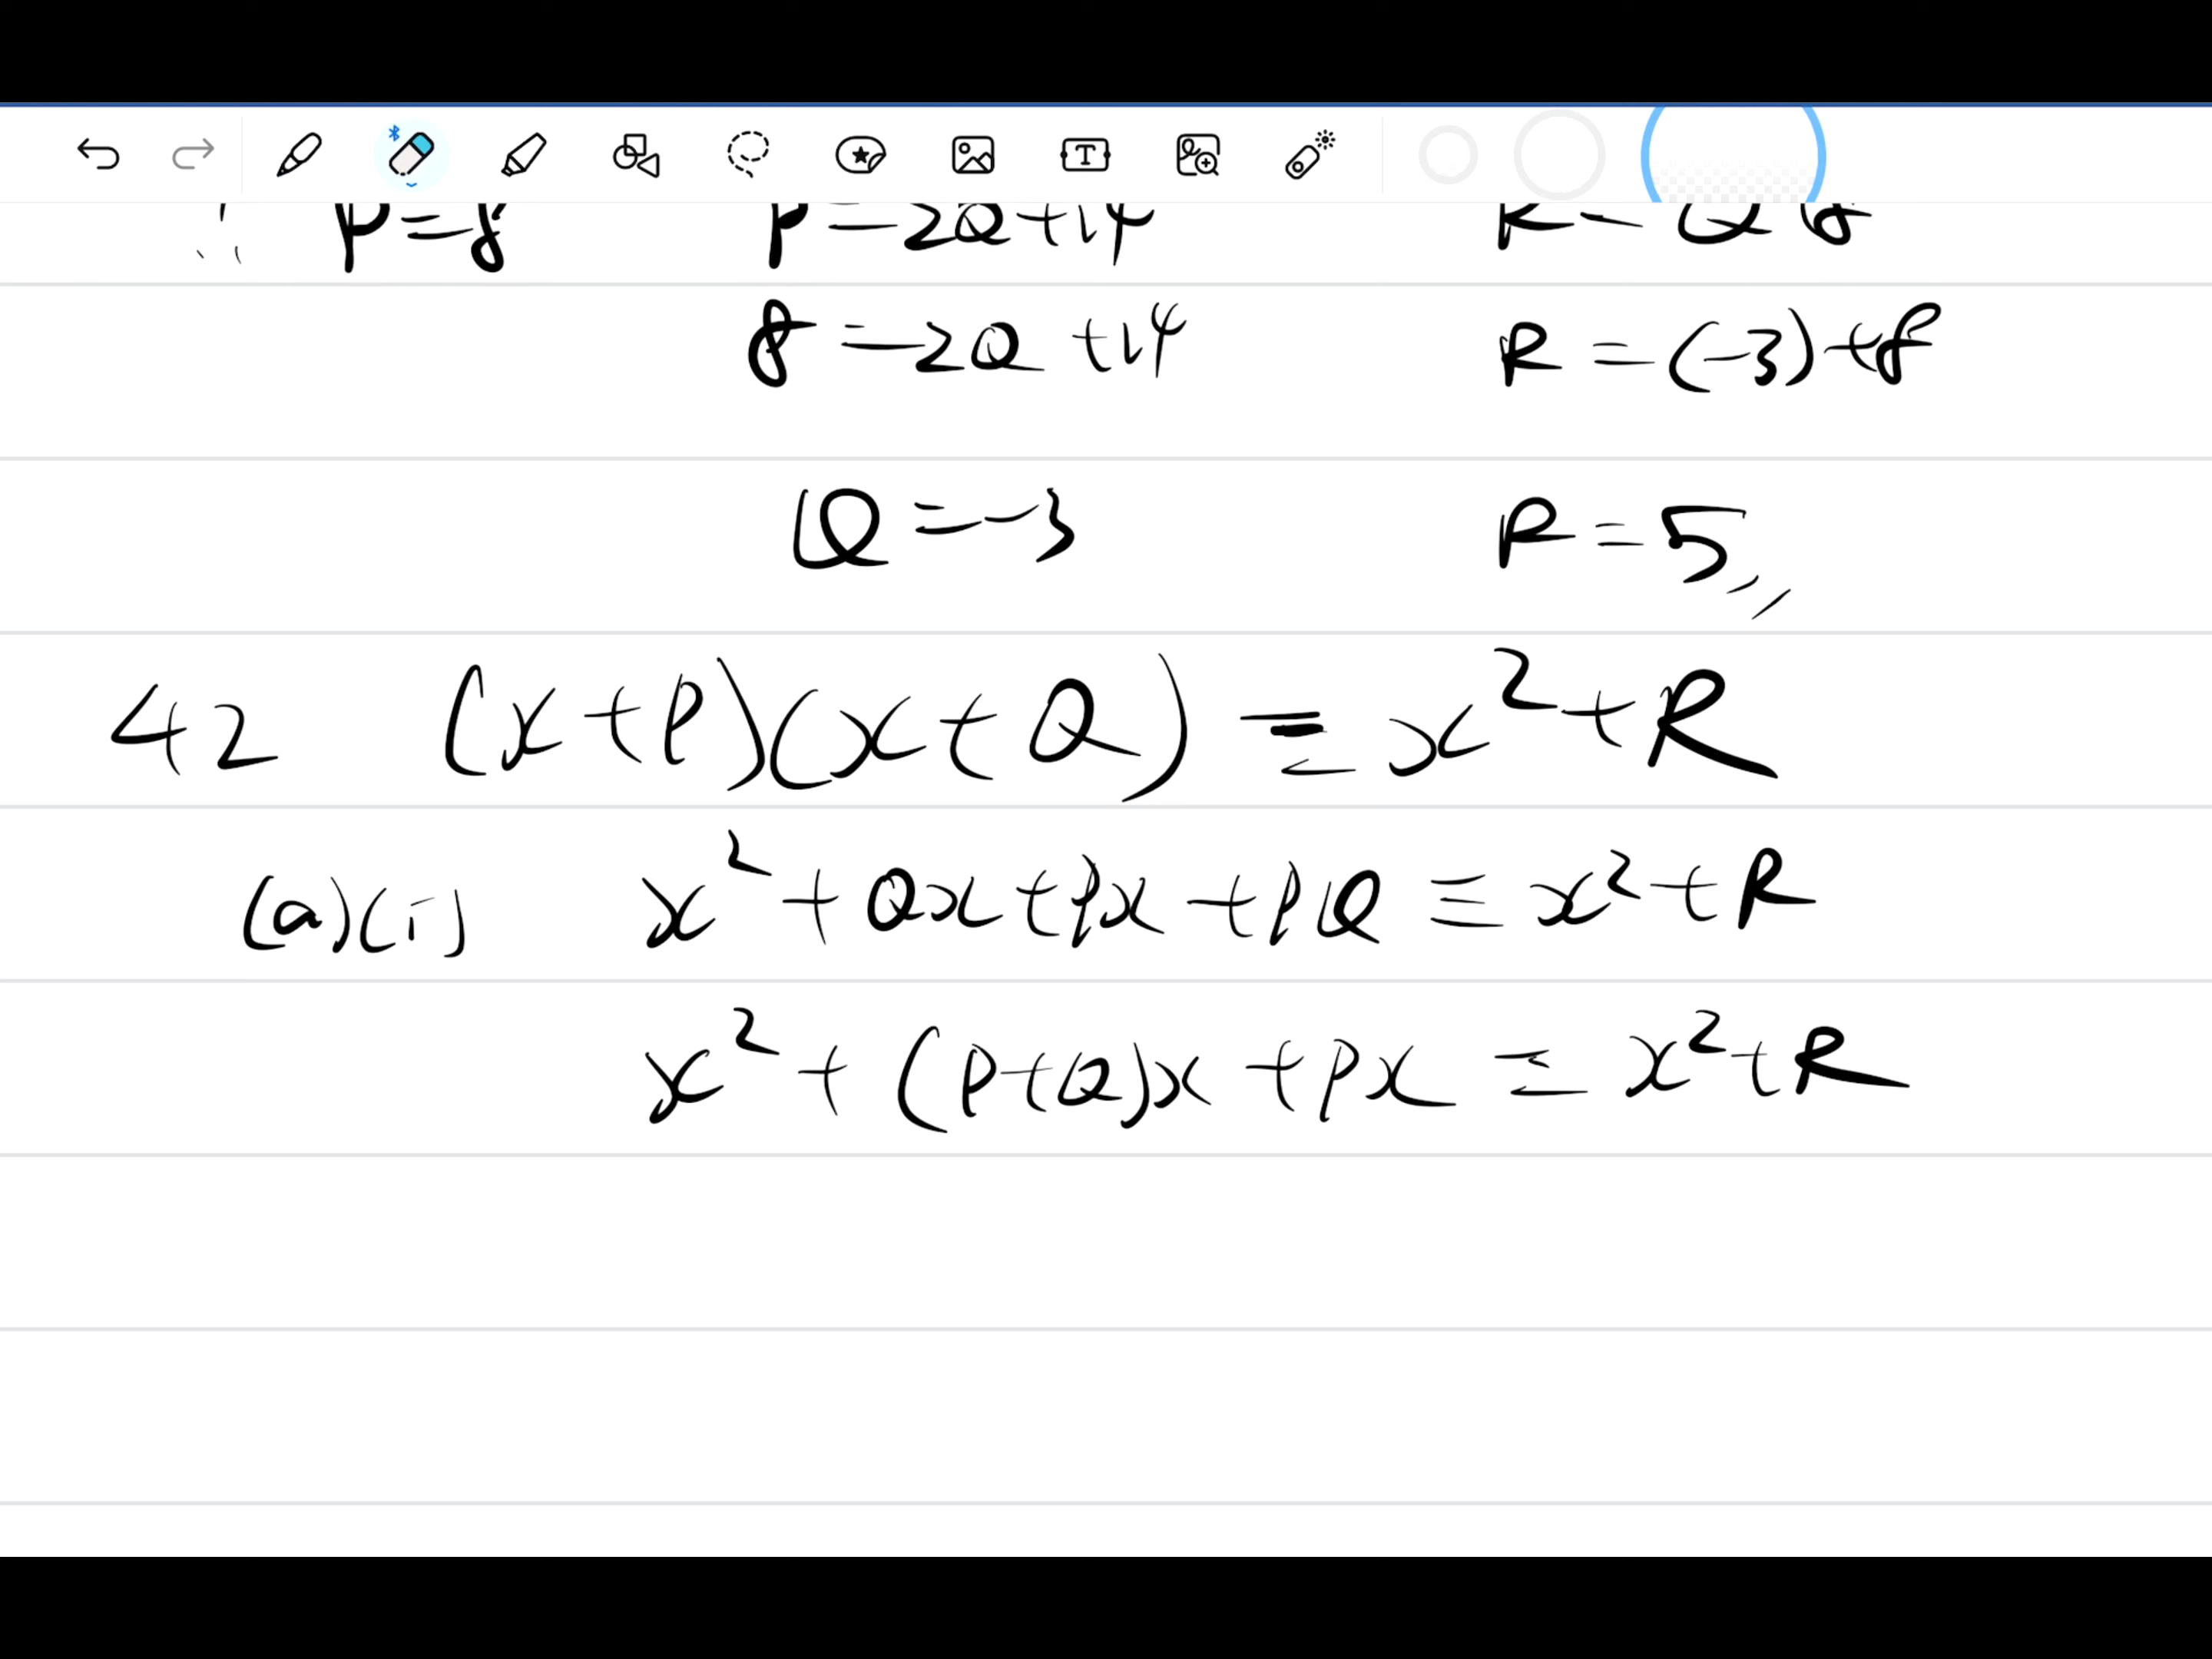 ∴ P=8 P=2Q+14 R=Q+8
8=2Q+14 R=(-3)+8
Q=-3 R=5
42 (x+P)(x+Q)≡x²+R
(a)(i) x²+Qx+Px+PQ≡x²+R
x²+(P+Q)x+Px≡x²+R